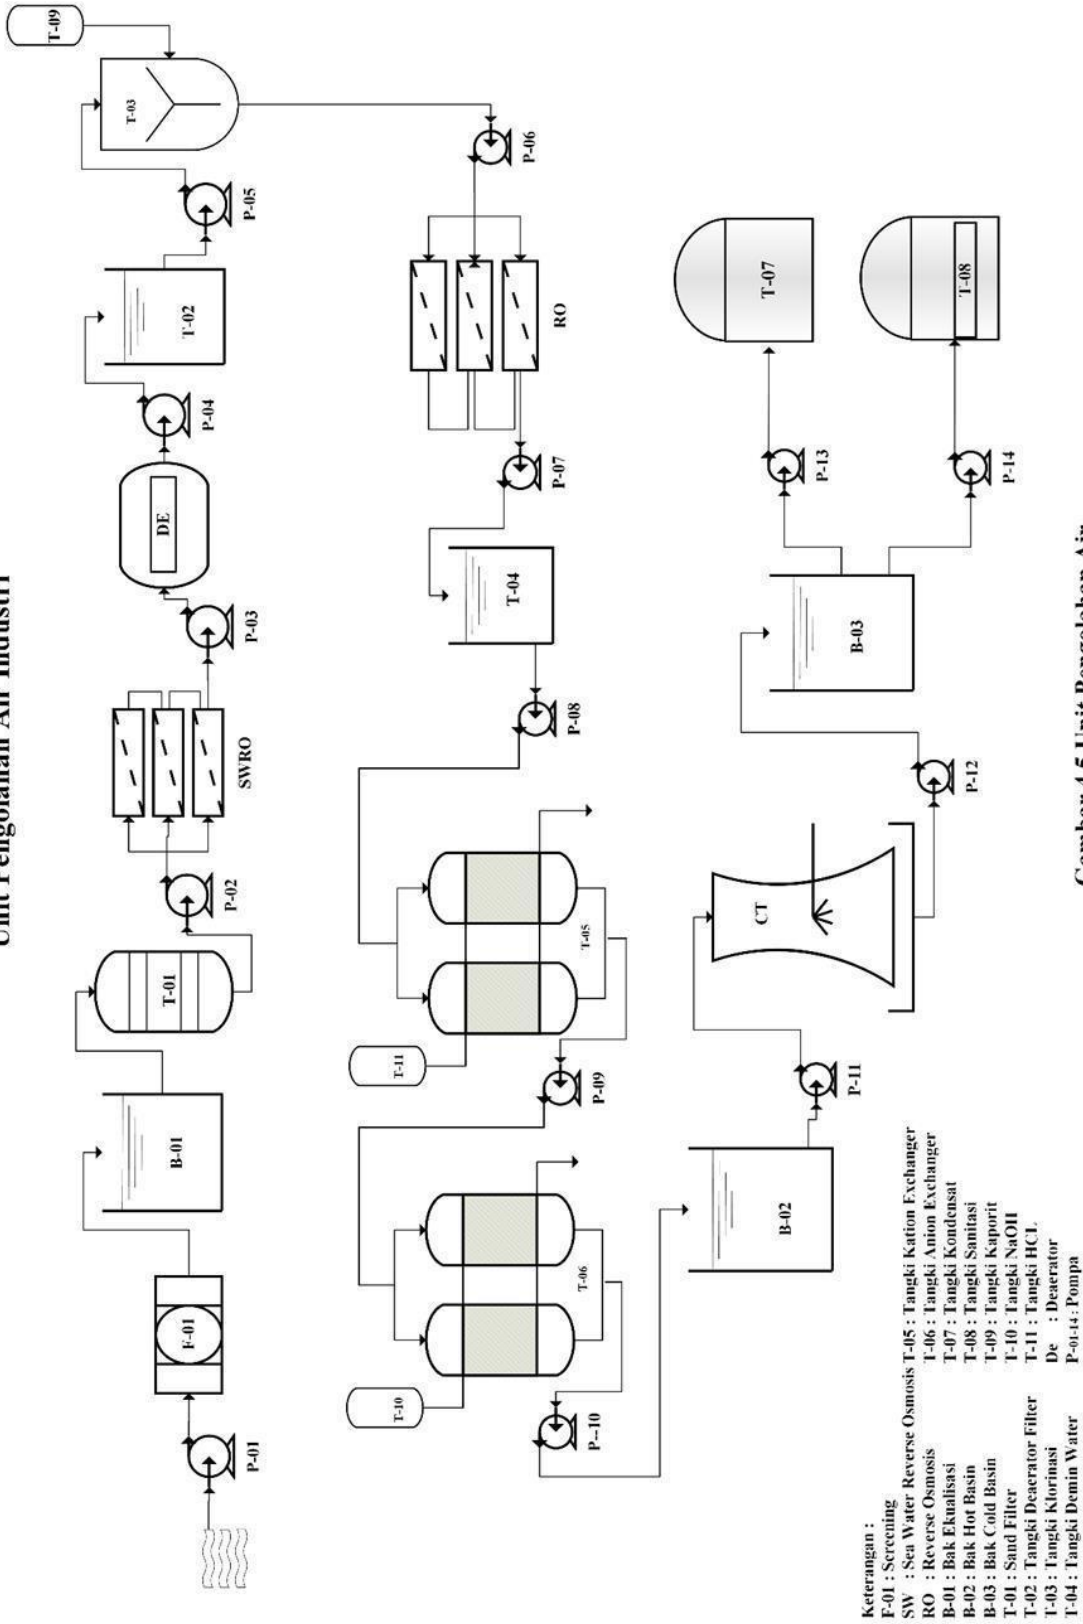 Unit Pengolahan Air Industri
T-09
T-03
P-05
T-02
P-04
DE
P-03
SWRO
P-02
T-01
B-01
F-01
P-01
P-06
RO
P-07
T-04
P-08
T-05
T-11
P-09
T-06
T-10
P--10
B-02
P-11
CT
P-12
B-03
P-13
P-14
T-07
T-08
Keterangan :
F-01 : Screening
SW : Sea Water Reverse Osmosis
RO : Reverse Osmosis
B-01 : Bak Ekualisasi
B-02 : Bak Hot Basin
B-03 : Bak Cold Basin
T-01 : Sand Filter
T-02 : Tangki Deaerator Filter
T-03 : Tangki Klorinasi
T-04 : Tangki Demin Water
T-05 : Tangki Kation Exchanger
T-06 : Tangki Anion Exchanger
T-07 : Tangki Kondensat
T-08 : Tangki Sanitasi
T-09 : Tangki Kaporit
T-10 : Tangki NaOH
T-11 : Tangki HCL
De : Deaerator
P-01-14 : Pompa
Gambar 4.5 Unit Pengolahan Air